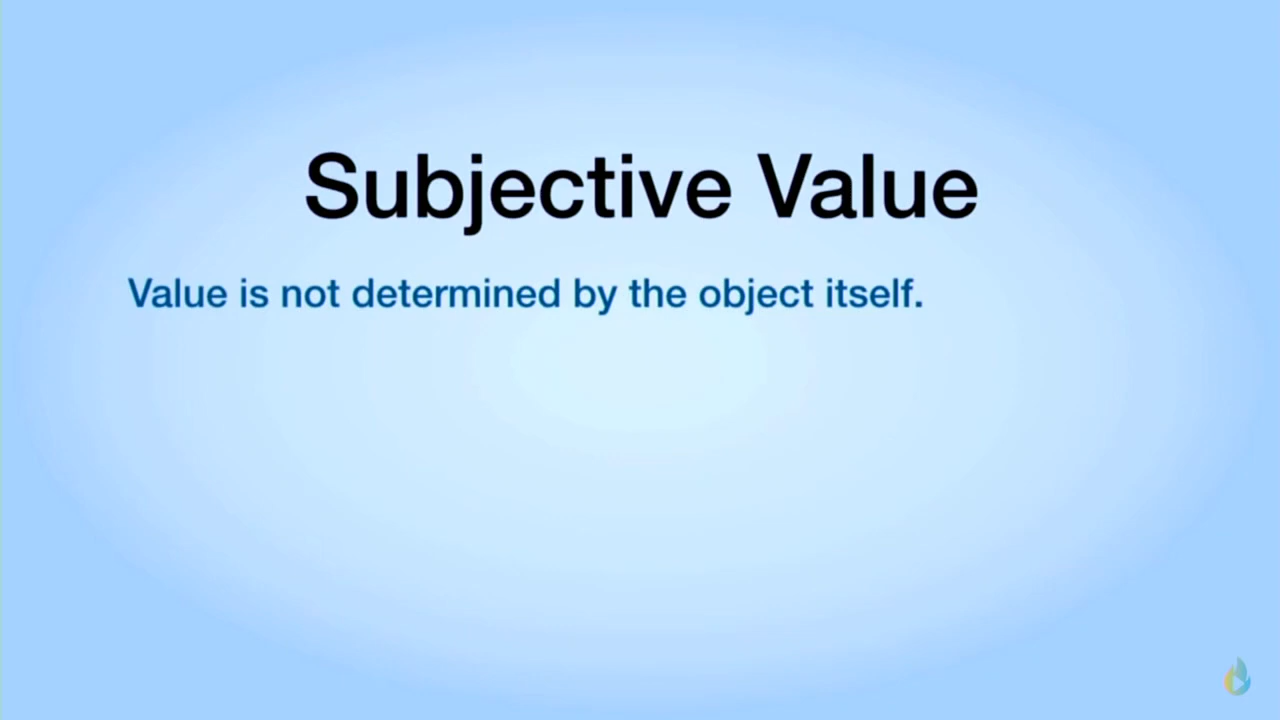 Subjective Value
Value is not determined by the object itself.